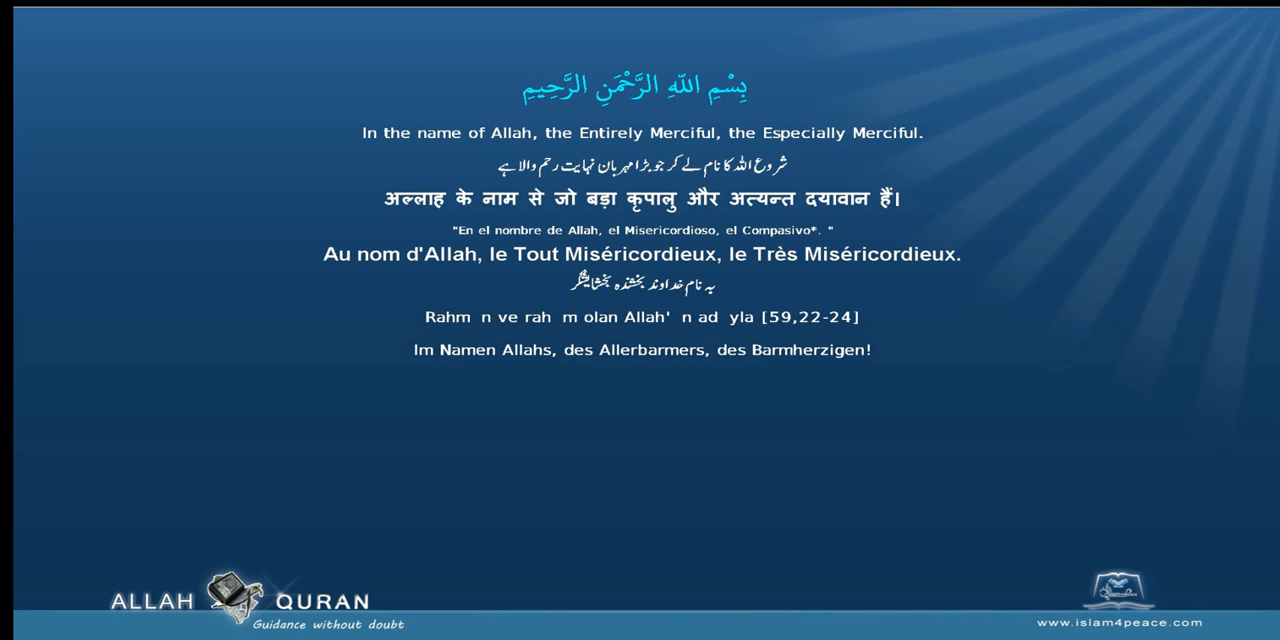 بِسْمِ اللّٰهِ الرَّحْمَنِ الرَّحِيمِ
In the name of Allah, the Entirely Merciful, the Especially Merciful.
شروع الله کا نام لے کر جو بڑا مہربان نہایت رحم والا ہے
अल्लाह के नाम से जो बड़ा कृपालु और अत्यन्त दयावान हैं।
"En el nombre de Allah, el Misericordioso, el Compasivo*. "
Au nom d'Allah, le Tout Miséricordieux, le Très Miséricordieux.
به نام خداوند بخشنده بخشایشگر
Rahm n ve rah m olan Allah' n ad yla [59,22-24]
Im Namen Allahs, des Allerbarmers, des Barmherzigen!
ALLAH QURAN
Guidance without doubt
www.islam4peace.com